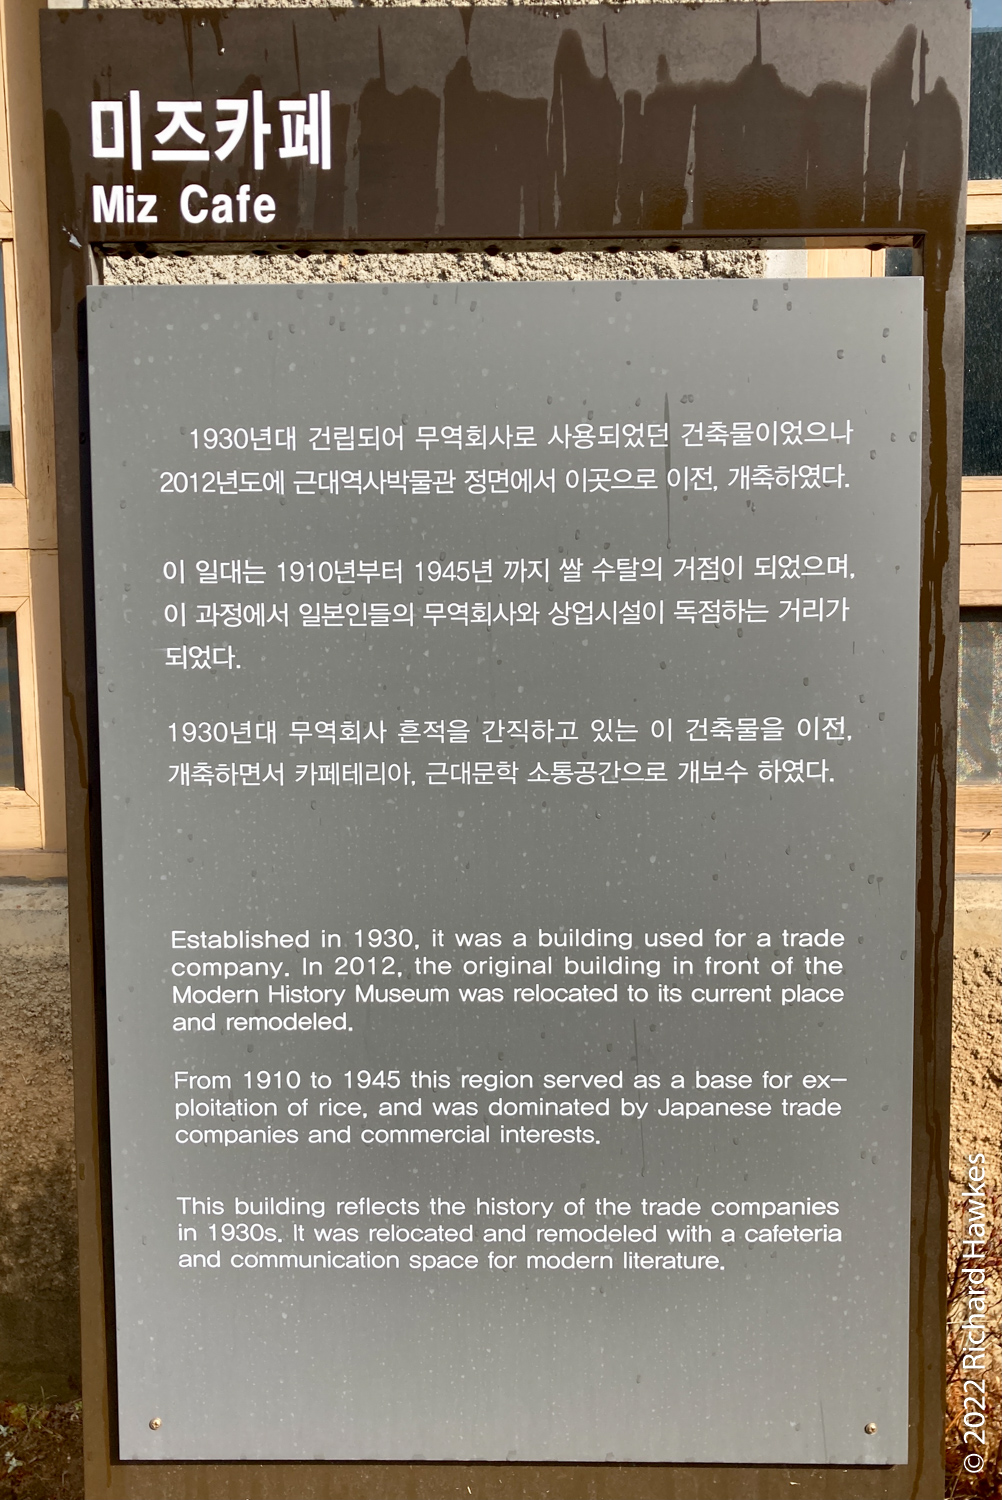 미즈카페
Miz Cafe
1930년대 건립되어 무역회사로 사용되었던 건축물이었으나
2012년도에 근대역사박물관 정면에서 이곳으로 이전, 개축하였다.
이 일대는 1910년부터 1945년 까지 쌀 수탈의 거점이 되었으며,
이 과정에서 일본인들의 무역회사와 상업시설이 독점하는 거리가
되었다.
1930년대 무역회사 흔적을 간직하고 있는 이 건축물을 이전,
개축하면서 카페테리아, 근대문학 소통공간으로 개보수 하였다.
Established in 1930, it was a building used for a trade
company. In 2012, the original building in front of the
Modern History Museum was relocated to its current place
and remodeled.
From 1910 to 1945 this region served as a base for ex-
ploitation of rice, and was dominated by Japanese trade
companies and commercial interests.
This building reflects the history of the trade companies
in 1930s. It was relocated and remodeled with a cafeteria
and communication space for modern literature.
© 2022 Richard Hawkes